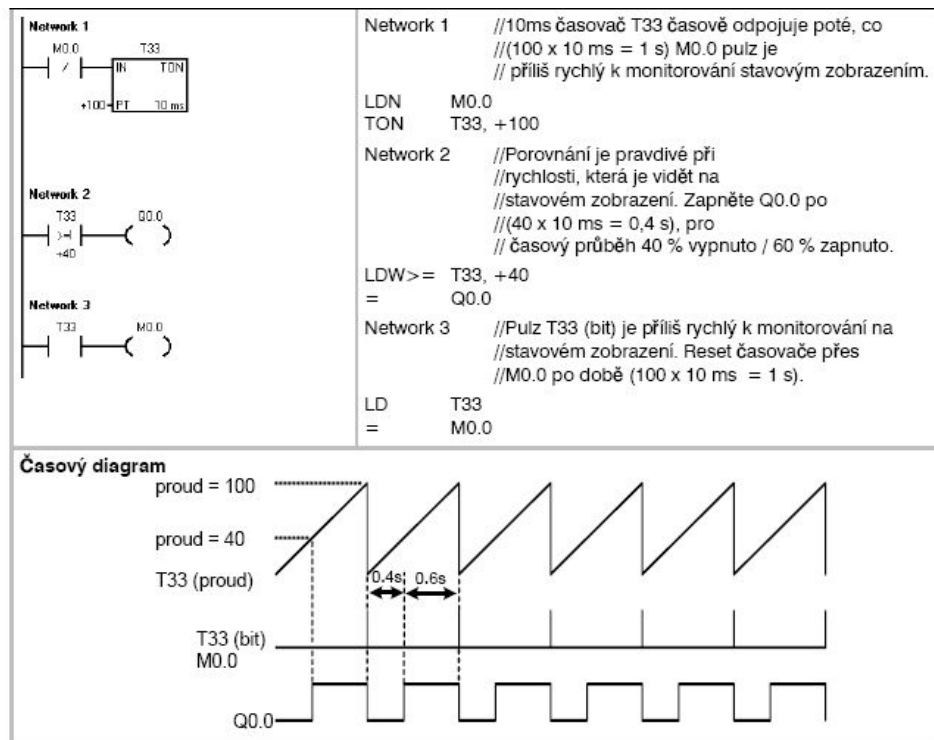 Network 1
M0.0 T33
/ IN TON
+100 PT 10 ms
Network 2
T33 Q0.0
>=I
+40
Network 3
T33 M0.0
Network 1 //10ms časovač T33 časově odpojuje poté, co
//(100 x 10 ms = 1 s) M0.0 pulz je
// příliš rychlý k monitorování stavovým zobrazením.
LDN M0.0
TON T33, +100
Network 2 //Porovnání je pravdivé při
//rychlosti, která je vidět na
//stavovém zobrazení. Zapněte Q0.0 po
//(40 x 10 ms = 0,4 s), pro
// časový průběh 40 % vypnuto / 60 % zapnuto.
LDW>= T33, +40
= Q0.0
Network 3 //Pulz T33 (bit) je příliš rychlý k monitorování na
//stavovém zobrazení. Reset časovače přes
//M0.0 po době (100 x 10 ms = 1 s).
LD T33
= M0.0
Časový diagram
proud = 100
proud = 40
T33 (proud)
0.4s 0.6s
T33 (bit)
M0.0
Q0.0